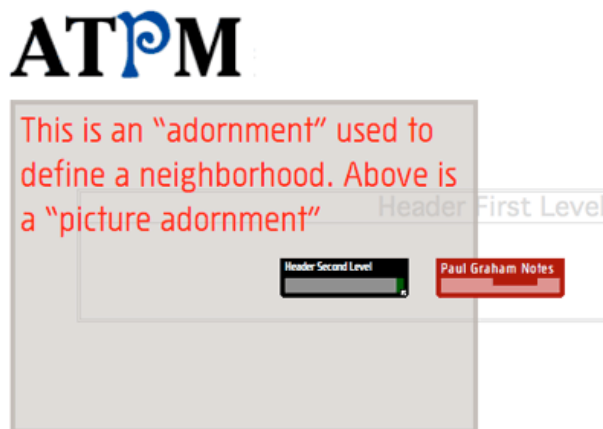 ATPM
This is an “adornment” used to
define a neighborhood. Above is
a “picture adornment”
Header First Level
Header Second Level
Paul Graham Notes